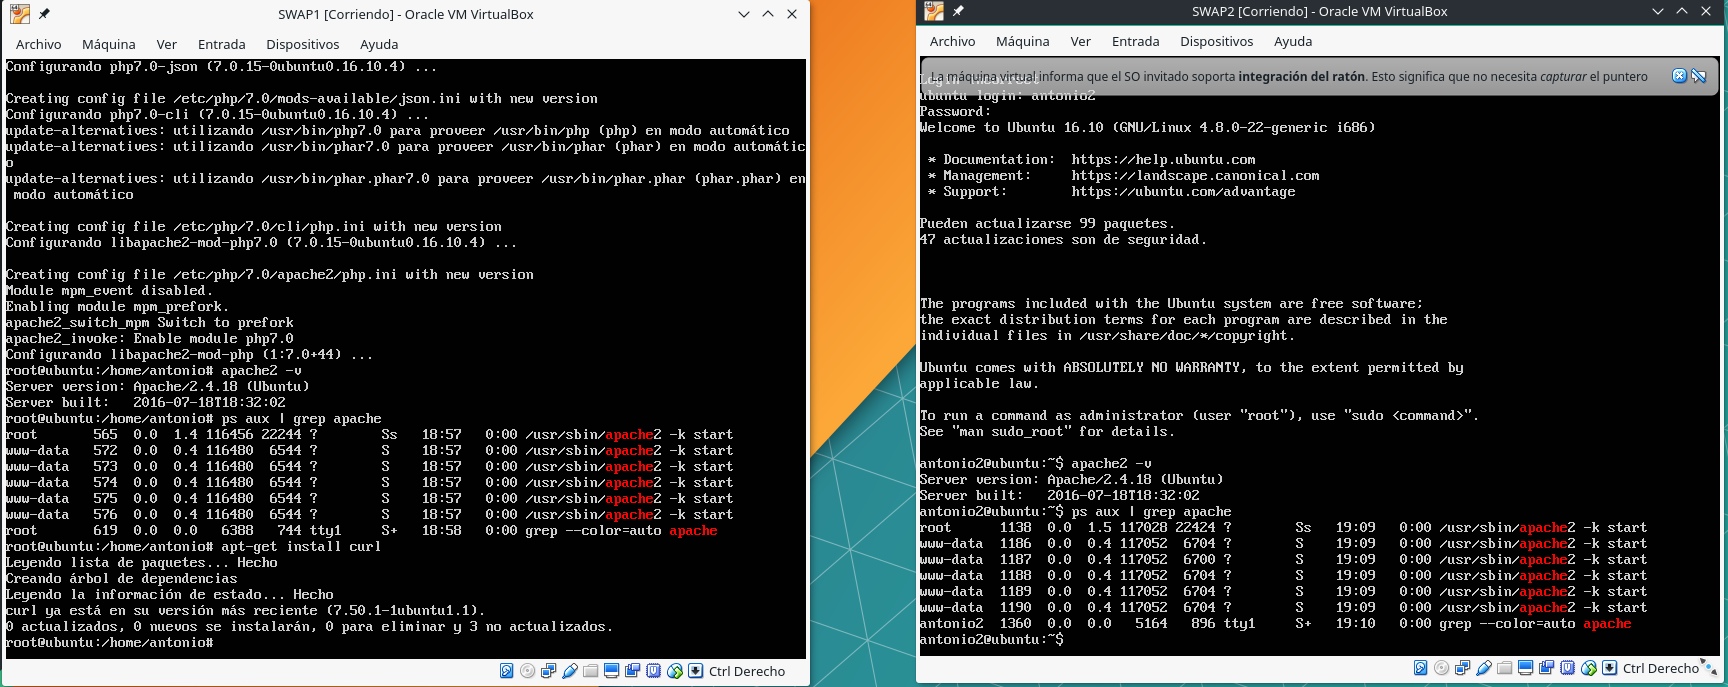 SWAP1 [Corriendo] - Oracle VM VirtualBox
Archivo Máquina Ver Entrada Dispositivos Ayuda
Configurando php7.0-json (7.0.15-0ubuntu0.16.10.4) ...
Creating config file /etc/php/7.0/mods-available/json.ini with new version
Configurando php7.0-cli (7.0.15-0ubuntu0.16.10.4) ...
update-alternatives: utilizando /usr/bin/php7.0 para proveer /usr/bin/php (php) en modo automático
update-alternatives: utilizando /usr/bin/phar7.0 para proveer /usr/bin/phar (phar) en modo automátic
o
update-alternatives: utilizando /usr/bin/phar.phar7.0 para proveer /usr/bin/phar.phar (phar.phar) en
 modo automático
Creating config file /etc/php/7.0/cli/php.ini with new version
Configurando libapache2-mod-php7.0 (7.0.15-0ubuntu0.16.10.4) ...
Creating config file /etc/php/7.0/apache2/php.ini with new version
Module mpm_event disabled.
Enabling module mpm_prefork.
apache2_switch_mpm Switch to prefork
apache2_invoke: Enable module php7.0
Configurando libapache2-mod-php (1:7.0+44) ...
root@ubuntu:/home/antonio# apache2 -v
Server version: Apache/2.4.18 (Ubuntu)
Server built:   2016-07-18T18:32:02
root@ubuntu:/home/antonio# ps aux | grep apache
root       565  0.0  1.4 116456 22244 ?        Ss   18:57   0:00 /usr/sbin/apache2 -k start
www-data   572  0.0  0.4 116480  6544 ?        S    18:57   0:00 /usr/sbin/apache2 -k start
www-data   573  0.0  0.4 116480  6544 ?        S    18:57   0:00 /usr/sbin/apache2 -k start
www-data   574  0.0  0.4 116480  6544 ?        S    18:57   0:00 /usr/sbin/apache2 -k start
www-data   575  0.0  0.4 116480  6544 ?        S    18:57   0:00 /usr/sbin/apache2 -k start
www-data   576  0.0  0.4 116480  6544 ?        S    18:57   0:00 /usr/sbin/apache2 -k start
root       619  0.0  0.0   6388   744 tty1     S+   18:58   0:00 grep --color=auto apache
root@ubuntu:/home/antonio# apt-get install curl
Leyendo lista de paquetes... Hecho
Creando árbol de dependencias
Leyendo la información de estado... Hecho
curl ya está en su versión más reciente (7.50.1-1ubuntu1.1).
0 actualizados, 0 nuevos se instalarán, 0 para eliminar y 3 no actualizados.
root@ubuntu:/home/antonio#
Ctrl Derecho
SWAP2 [Corriendo] - Oracle VM VirtualBox
Archivo Máquina Ver Entrada Dispositivos Ayuda
La máquina virtual informa que el SO invitado soporta integración del ratón. Esto significa que no necesita capturar el puntero
ubuntu login: antonio2
Password:
Welcome to Ubuntu 16.10 (GNU/Linux 4.8.0-22-generic i686)
 * Documentation:  https://help.ubuntu.com
 * Management:     https://landscape.canonical.com
 * Support:        https://ubuntu.com/advantage
Pueden actualizarse 99 paquetes.
47 actualizaciones son de seguridad.
The programs included with the Ubuntu system are free software;
the exact distribution terms for each program are described in the
individual files in /usr/share/doc/*/copyright.
Ubuntu comes with ABSOLUTELY NO WARRANTY, to the extent permitted by
applicable law.
To run a command as administrator (user "root"), use "sudo <command>".
See "man sudo_root" for details.
antonio2@ubuntu:~$ apache2 -v
Server version: Apache/2.4.18 (Ubuntu)
Server built:   2016-07-18T18:32:02
antonio2@ubuntu:~$ ps aux | grep apache
root      1138  0.0  1.5 117028 22424 ?        Ss   19:09   0:00 /usr/sbin/apache2 -k start
www-data  1186  0.0  0.4 117052  6704 ?        S    19:09   0:00 /usr/sbin/apache2 -k start
www-data  1187  0.0  0.4 117052  6700 ?        S    19:09   0:00 /usr/sbin/apache2 -k start
www-data  1188  0.0  0.4 117052  6704 ?        S    19:09   0:00 /usr/sbin/apache2 -k start
www-data  1189  0.0  0.4 117052  6704 ?        S    19:09   0:00 /usr/sbin/apache2 -k start
www-data  1190  0.0  0.4 117052  6704 ?        S    19:09   0:00 /usr/sbin/apache2 -k start
antonio2  1360  0.0  0.0   5164   896 tty1     S+   19:10   0:00 grep --color=auto apache
antonio2@ubuntu:~$
Ctrl Derecho